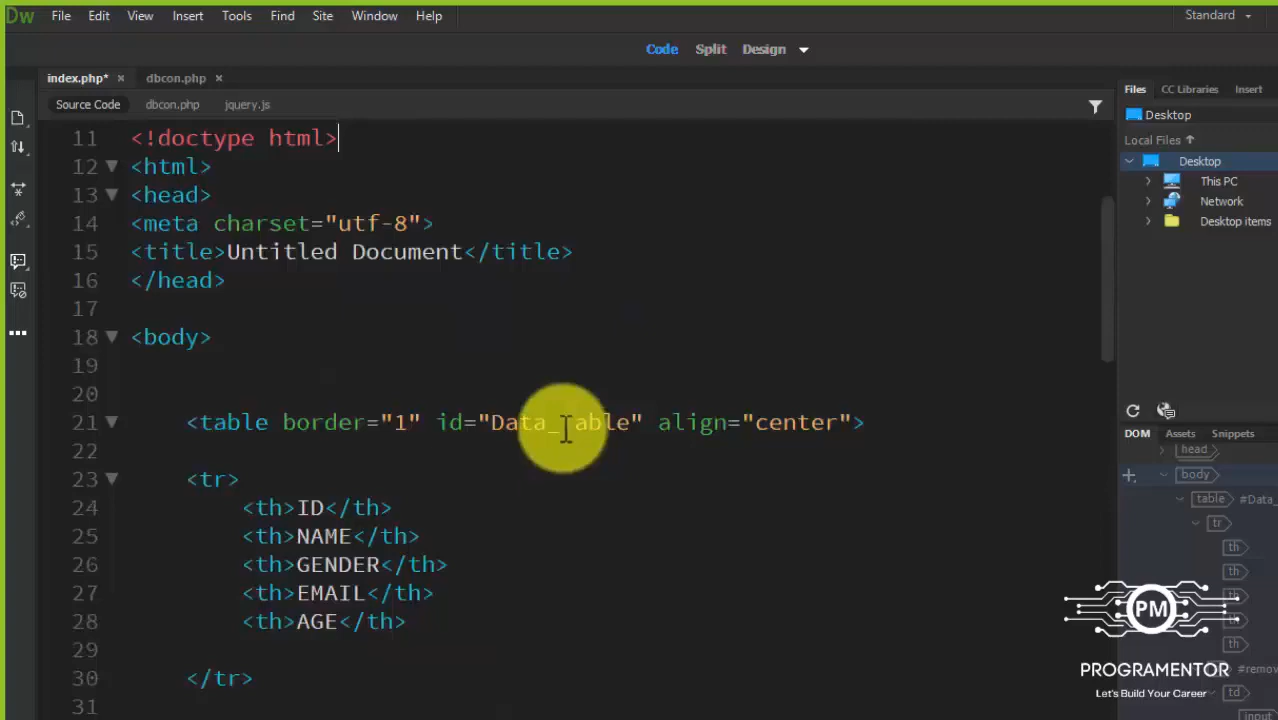 Dw File Edit View Insert Tools Find Site Window Help Standard
Code Split Design
index.php* × dbcon.php × Files CC Libraries Insert
Source Code dbcon.php jquery.js Desktop
Local Files
Desktop
This PC
Network
Desktop items
11 <!doctype html>
12 <html>
13 <head>
14 <meta charset="utf-8">
15 <title>Untitled Document</title>
16 </head>
17
18 <body>
19
20
21 <table border="1" id="Data_Table" align="center">
22
23 <tr>
24 <th>ID</th>
25 <th>NAME</th>
26 <th>GENDER</th>
27 <th>EMAIL</th>
28 <th>AGE</th>
29
30 </tr>
31
DOM Assets Snippets
head
body
table #Data_
tr
th
th
th
th
th
#remov
td
input
PM
PROGRAMENTOR
Let's Build Your Career